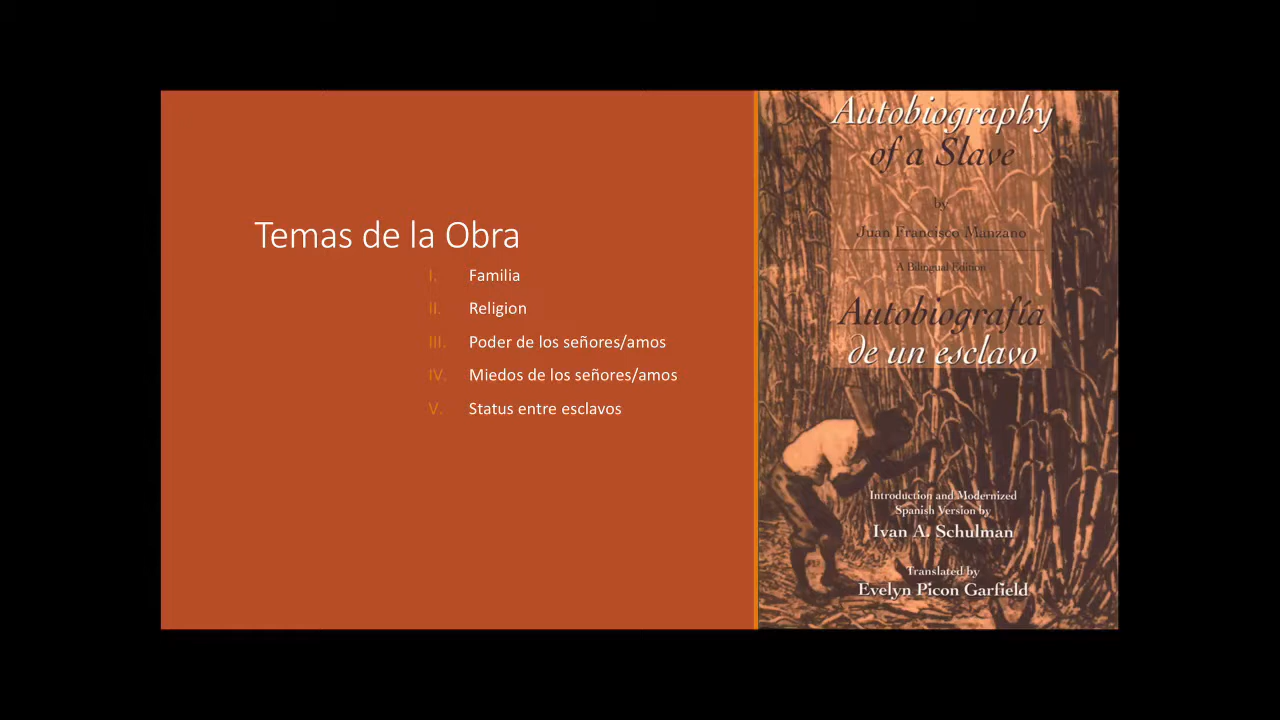 Temas de la Obra
I. Familia
II. Religion
III. Poder de los señores/amos
IV. Miedos de los señores/amos
V. Status entre esclavos
Autobiography
of a Slave
by
Juan Francisco Manzano
A Bilingual Edition
Autobiografía
de un esclavo
Introduction and Modernized
Spanish Version by
Ivan A. Schulman
Translated by
Evelyn Picon Garfield